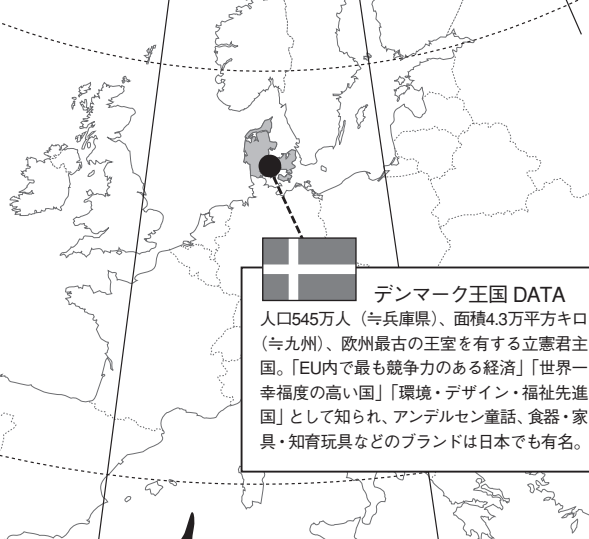 デンマーク王国 DATA
人口545万人（≒兵庫県）、面積4.3万平方キロ
（≒九州）、欧州最古の王室を有する立憲君主
国。「EU内で最も競争力のある経済」「世界一
幸福度の高い国」「環境・デザイン・福祉先進
国」として知られ、アンデルセン童話、食器・家
具・知育玩具などのブランドは日本でも有名。